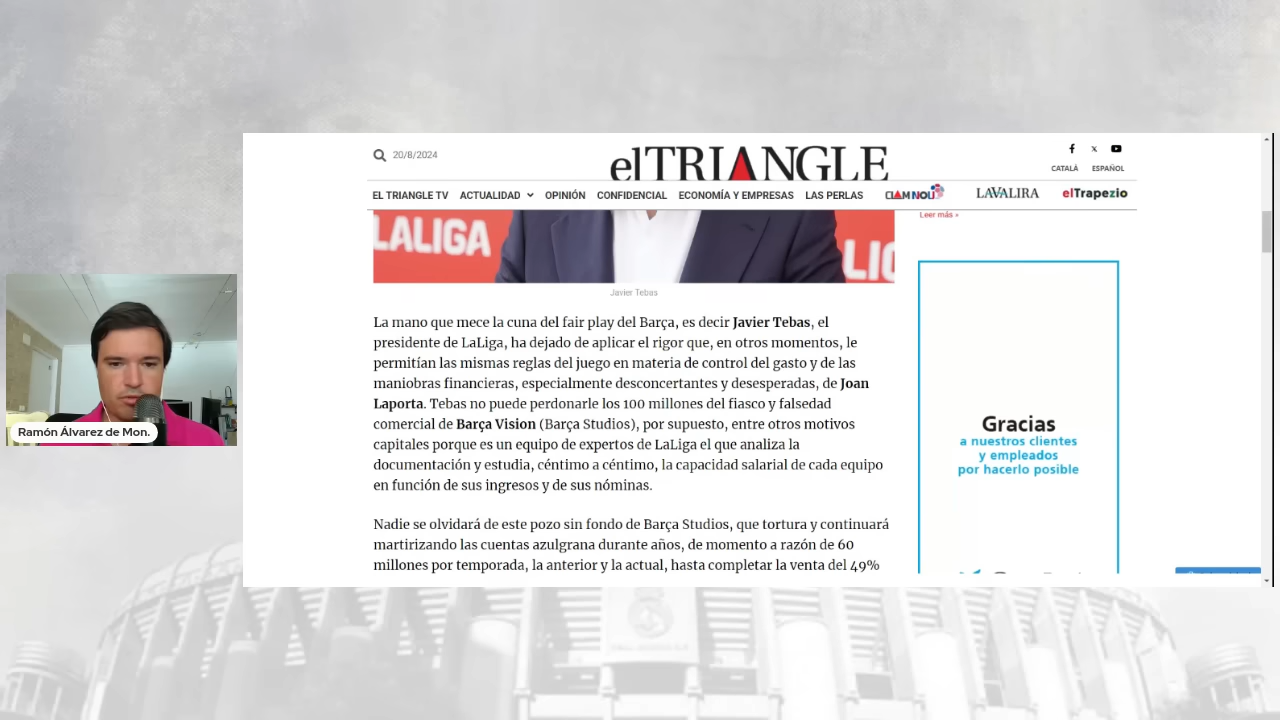 20/8/2024
elTRIANGLE
CATALÀ ESPAÑOL
EL TRIANGLE TV ACTUALIDAD OPINIÓN CONFIDENCIAL ECONOMÍA Y EMPRESAS LAS PERLAS CLAM NOU LAVALIRA elTrapezio
Leer más »
LALIGA
LIG
Javier Tebas
La mano que mece la cuna del fair play del Barça, es decir Javier Tebas, el
presidente de LaLiga, ha dejado de aplicar el rigor que, en otros momentos, le
permitían las mismas reglas del juego en materia de control del gasto y de las
maniobras financieras, especialmente desconcertantes y desesperadas, de Joan
Laporta. Tebas no puede perdonarle los 100 millones del fiasco y falsedad
comercial de Barça Vision (Barça Studios), por supuesto, entre otros motivos
capitales porque es un equipo de expertos de LaLiga el que analiza la
documentación y estudia, céntimo a céntimo, la capacidad salarial de cada equipo
en función de sus ingresos y de sus nóminas.
Nadie se olvidará de este pozo sin fondo de Barça Studios, que tortura y continuará
martirizando las cuentas azulgrana durante años, de momento a razón de 60
millones por temporada, la anterior y la actual, hasta completar la venta del 49%
Gracias
a nuestros clientes
y empleados
por hacerlo posible
Ramón Álvarez de Mon.